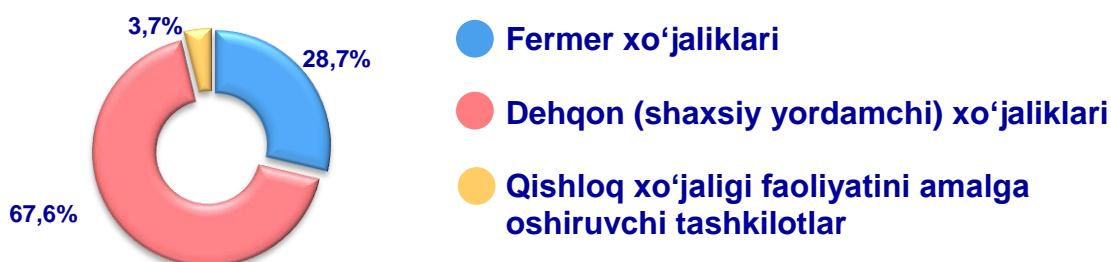 3,7%
28,7%
67,6%
Fermer xo‘jaliklari
Dehqon (shaxsiy yordamchi) xo‘jaliklari
Qishloq xo‘jaligi faoliyatini amalga
oshiruvchi tashkilotlar